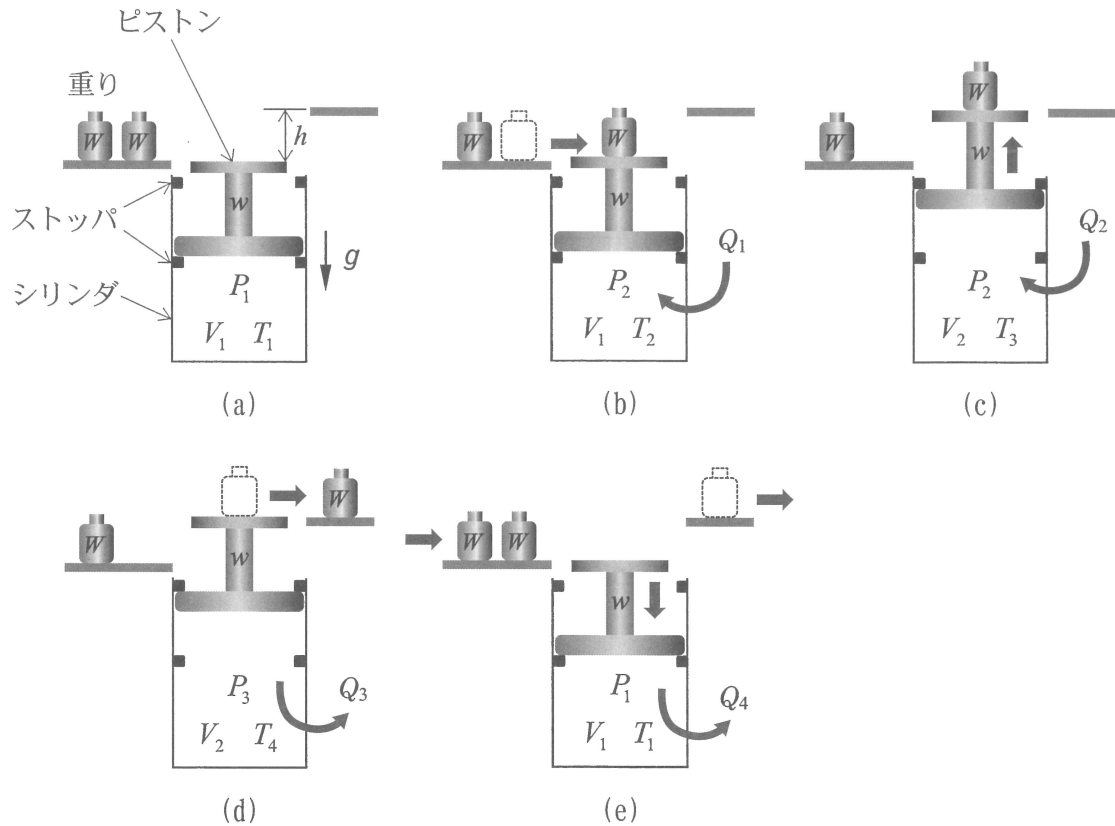 ピストン
重り
W W
h
ストッパ
w
g
シリンダ
P₁
V₁ T₁
(a)
W
W
w
Q₁
P₂
V₁ T₂
(b)
W
W
w
Q₂
P₂
V₂ T₃
(c)
W
W
w
P₃
Q₃
V₂ T₄
(d)
W W
w
P₁
Q₄
V₁ T₁
(e)